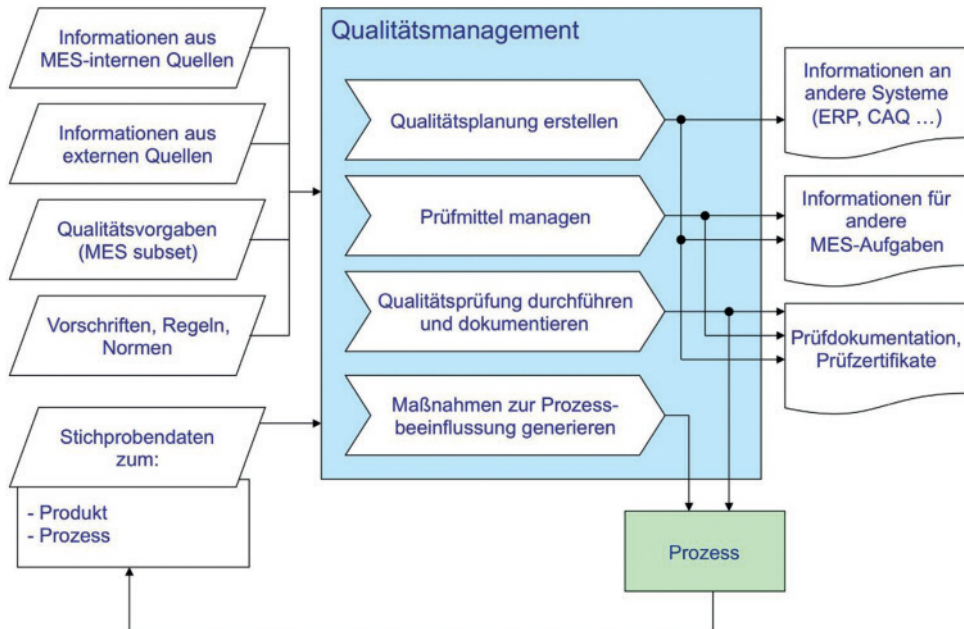 Informationen aus
MES-internen Quellen
Informationen aus
externen Quellen
Qualitätsvorgaben
(MES subset)
Vorschriften, Regeln,
Normen
Stichprobendaten
zum:
- Produkt
- Prozess
Qualitätsmanagement
Qualitätsplanung erstellen
Prüfmittel managen
Qualitätsprüfung durchführen
und dokumentieren
Maßnahmen zur Prozess-
beeinflussung generieren
Informationen an
andere Systeme
(ERP, CAQ ...)
Informationen für
andere
MES-Aufgaben
Prüfdokumentation,
Prüfzertifikate
Prozess